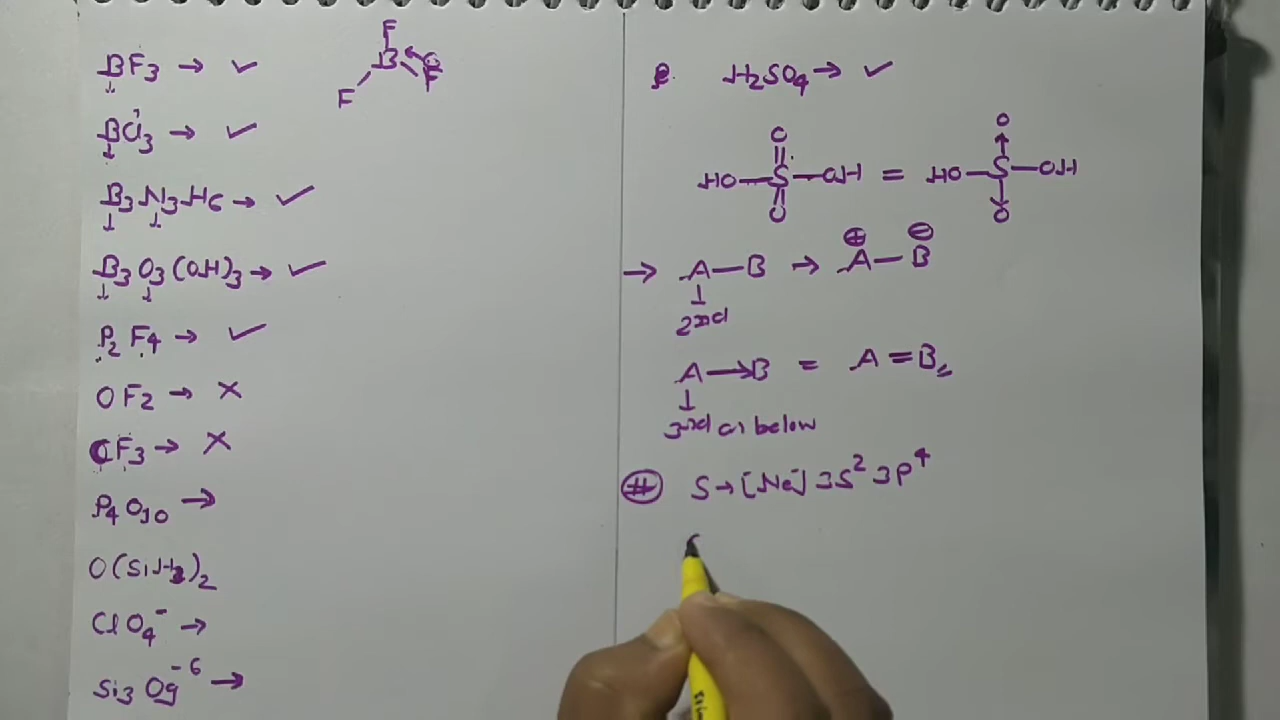 BF3 → ✓
BCl3 → ✓
B3N3H6 → ✓
B3O3(OH)3 → ✓
P2F4 → ✓
OF2 → ✗
CF3 → ✗
P4O10 →
O(SiH3)2
ClO4⁻ →
Si3O9⁻⁶ →
F
B
F
F
H2SO4 → ✓
O O
HO—S—OH = HO—S—OH
O O
→ A—B → A⊕—B⊖
2nd
A→B = A=B
3rd or below
# S→[Ne]3S² 3P⁴